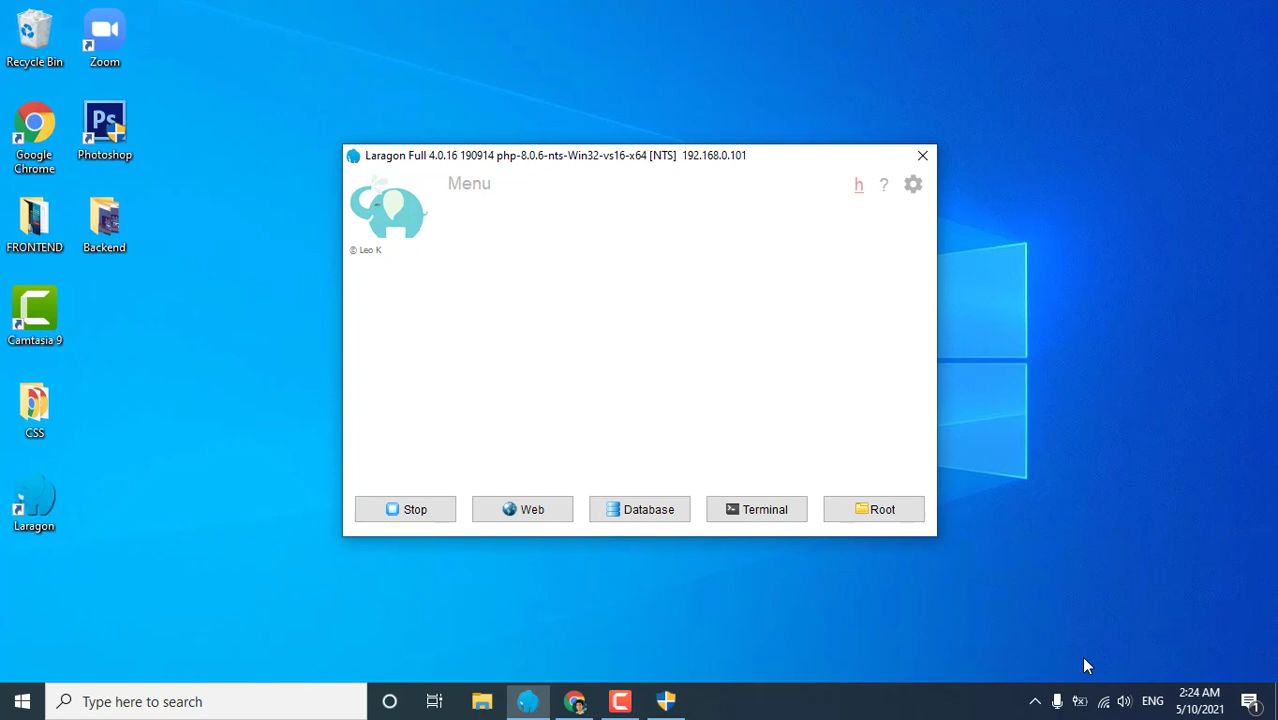 Recycle Bin
Zoom
Google
Chrome
Ps
Photoshop
FRONTEND
Backend
Camtasia 9
CSS
Laragon
Laragon Full 4.0.16 190914 php-8.0.6-nts-Win32-vs16-x64 [NTS] 192.168.0.101
Menu
h ?
© Leo K
Stop
Web
Database
Terminal
Root
Type here to search
ENG
2:24 AM
5/10/2021
1